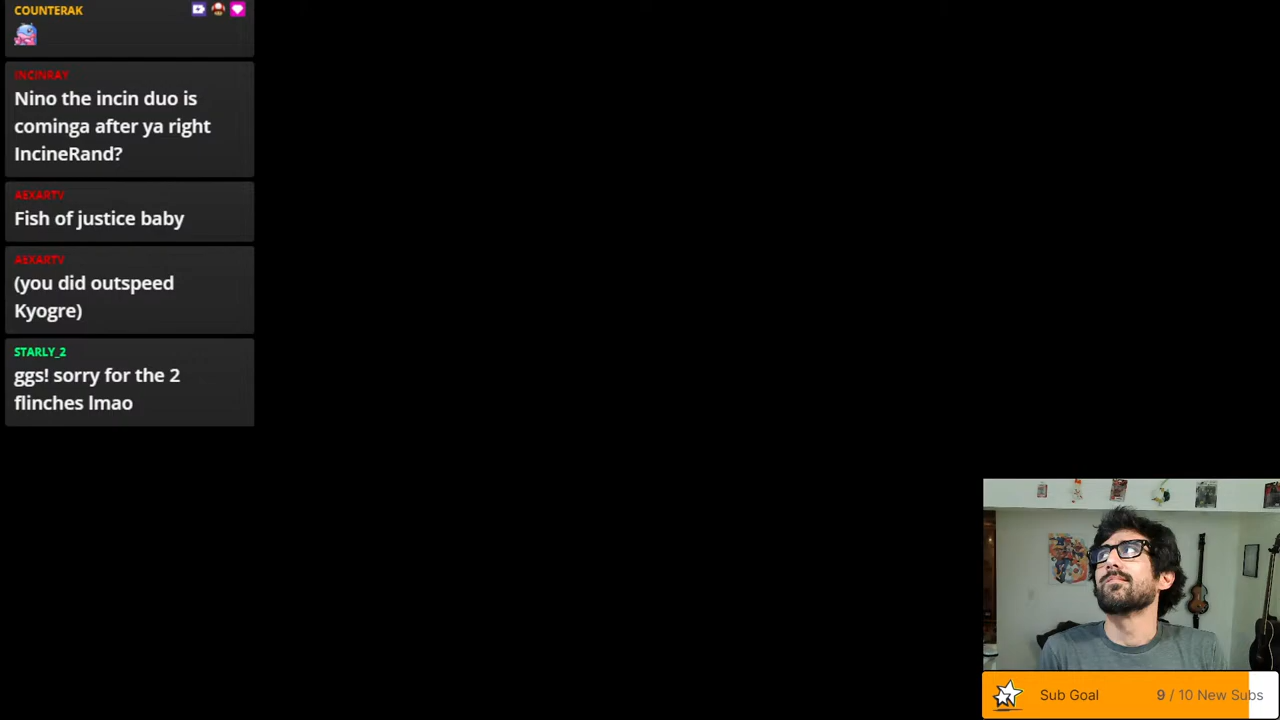 COUNTERAK
INCINRAY
Nino the incin duo is
cominga after ya right
IncineRand?
AEXARTV
Fish of justice baby
AEXARTV
(you did outspeed
Kyogre)
STARLY_2
ggs! sorry for the 2
flinches lmao
Sub Goal 9 / 10 New Subs